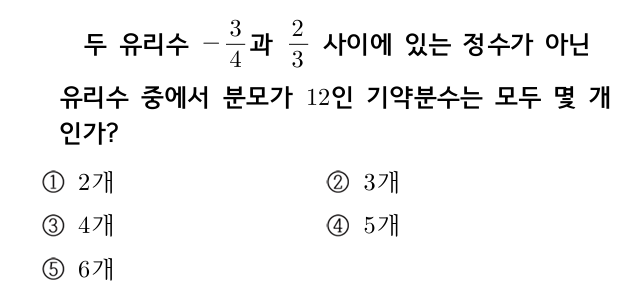 두 유리수 $-\frac{3}{4}$과 $\frac{2}{3}$ 사이에 있는 정수가 아닌
유리수 중에서 분모가 12인 기약분수는 모두 몇 개
인가?
① 2개 ② 3개
③ 4개 ④ 5개
⑤ 6개